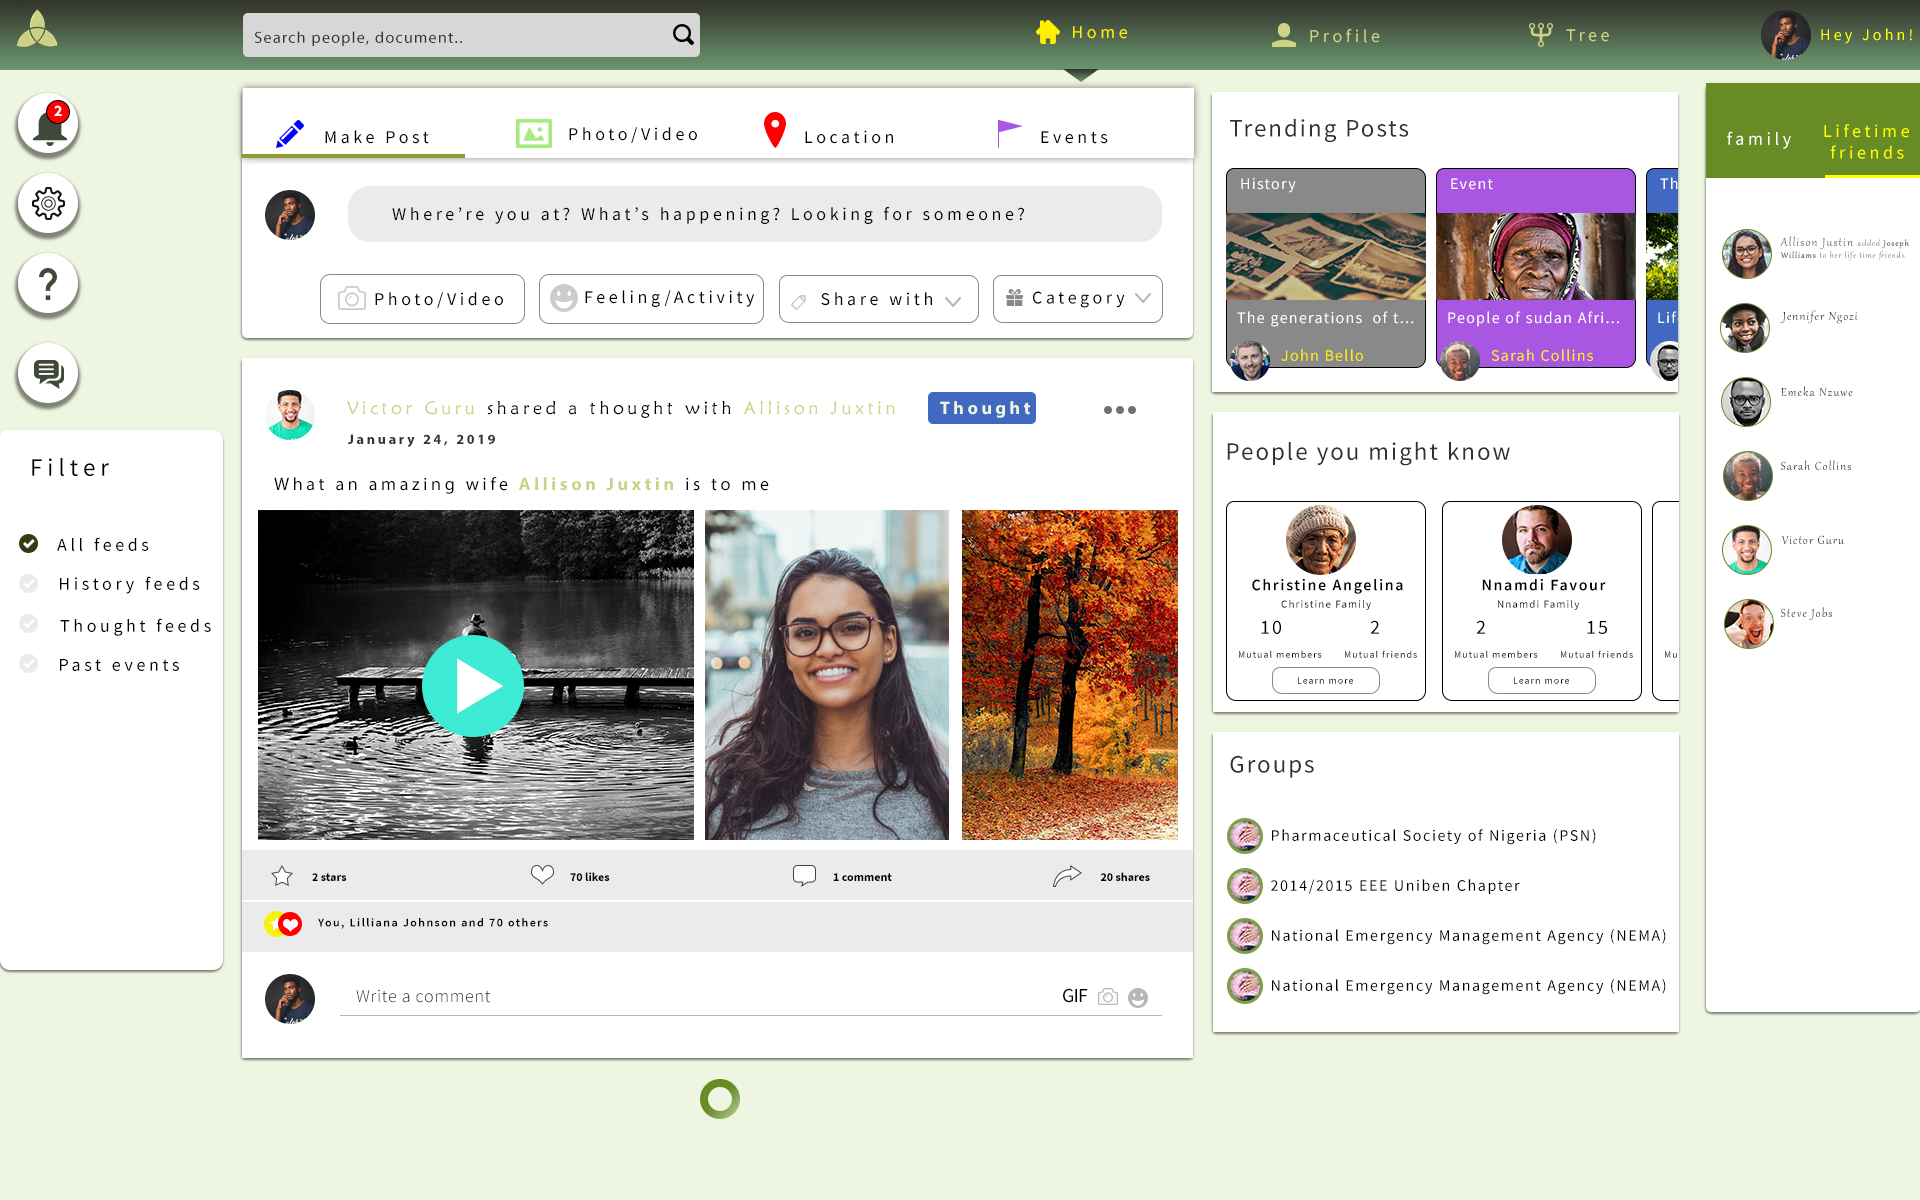 Search people, document..
Home
Profile
Tree
Hey John!
2
Filter
All feeds
History feeds
Thought feeds
Past events
Make Post
Photo/Video
Location
Events
Where’re you at? What’s happening? Looking for someone?
Photo/Video
Feeling/Activity
Share with
Category
Victor Guru shared a thought with Allison Juxtin
Thought
January 24, 2019
What an amazing wife Allison Juxtin is to me
2 stars
70 likes
1 comment
20 shares
You, Lilliana Johnson and 70 others
Write a comment
GIF
Trending Posts
History
The generations of t...
John Bello
Event
People of sudan Afri...
Sarah Collins
Th
Lif
People you might know
Christine Angelina
Christine Family
10
2
Mutual members
Mutual friends
Learn more
Nnamdi Favour
Nnamdi Family
2
15
Mutual members
Mutual friends
Learn more
Mu
Groups
Pharmaceutical Society of Nigeria (PSN)
2014/2015 EEE Uniben Chapter
National Emergency Management Agency (NEMA)
National Emergency Management Agency (NEMA)
family
Lifetime
friends
Allison Justin added Joseph
Williams to her life time friends
Jennifer Ngozi
Emeka Nzuwe
Sarah Collins
Victor Guru
Steve Jobs